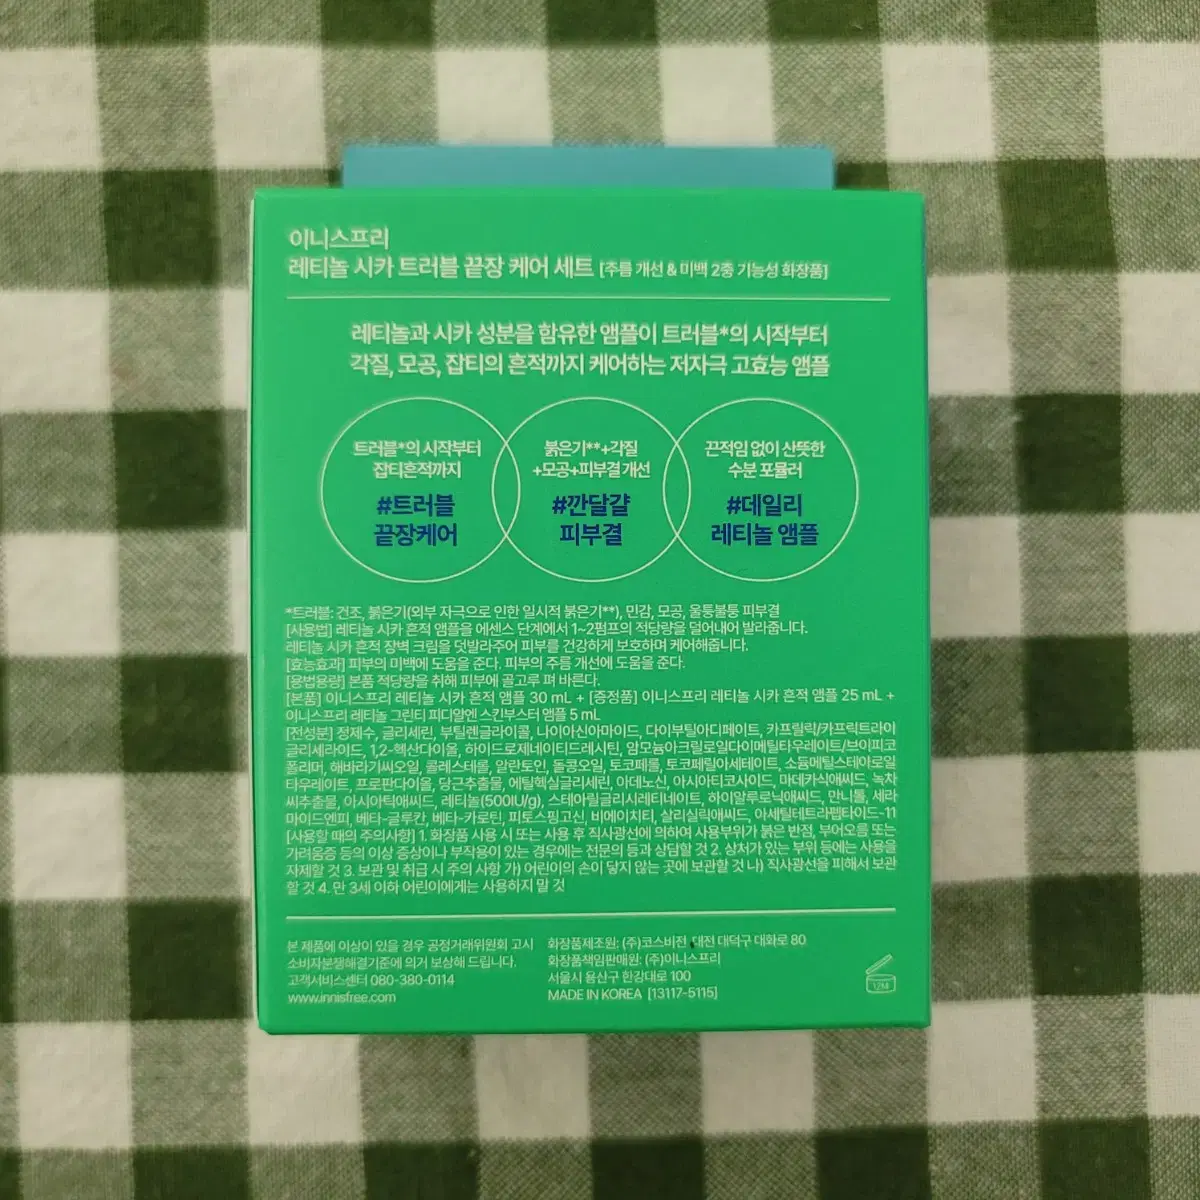 이니스프리
레티놀 시카 트러블 끝장 케어 세트 [주름 개선 & 미백 2중 기능성 화장품]
레티놀과 시카 성분을 함유한 앰플이 트러블*의 시작부터
각질, 모공, 잡티의 흔적까지 케어하는 저자극 고효능 앰플
트러블*의 시작부터
잡티흔적까지
#트러블
끝장케어
붉은기**+각질
+모공+피부결 개선
#깐달걀
피부결
끈적임 없이 산뜻한
수분 포뮬러
#데일리
레티놀 앰플
*트러블: 건조, 붉은기(외부 자극으로 인한 일시적 붉은기**), 민감, 모공, 울퉁불퉁 피부결
[사용법] 레티놀 시카 흔적 앰플을 에센스 단계에서 1~2펌프의 적당량을 덜어내어 발라줍니다.
레티놀 시카 흔적 장벽 크림을 덧발라주어 피부를 건강하게 보호하며 케어해줍니다.
[효능효과] 피부의 미백에 도움을 준다. 피부의 주름 개선에 도움을 준다.
[용법용량] 본품 적당량을 취해 피부에 골고루 펴 바른다.
[본품] 이니스프리 레티놀 시카 흔적 앰플 30 mL + [증정품] 이니스프리 레티놀 시카 흔적 앰플 25 mL +
이니스프리 레티놀 그린티 피디알엔 스킨부스터 앰플 5 mL
[전성분] 정제수, 글리세린, 부틸렌글라이콜, 나이아신아마이드, 다이부틸아디페이트, 카프릴릭/카프릭트라이
글리세라이드, 1,2-헥산다이올, 하이드로제네이티드레시틴, 암모늄아크릴로일다이메틸타우레이트/브이피코
폴리머, 해바라기씨오일, 콜레스테롤, 알란토인, 돌콩오일, 토코페롤, 토코페릴아세테이트, 소듐메틸스테아로일
타우레이트, 프로판다이올, 당근추출물, 에틸헥실글리세린, 아데노신, 아시아티코사이드, 마데카식애씨드, 녹차
씨추출물, 아시아틱애씨드, 레티놀(500IU/g), 스테아릴글리시레티네이트, 하이알루로닉애씨드, 만니톨, 세라
마이드엔피, 베타-글루칸, 베타-카로틴, 피토스핑고신, 비에이치티, 살리실릭애씨드, 아세틸테트라펩타이드-11
[사용할 때의 주의사항] 1. 화장품 사용 시 또는 사용 후 직사광선에 의하여 사용부위가 붉은 반점, 부어오름 또는
가려움증 등의 이상 증상이나 부작용이 있는 경우에는 전문의 등과 상담할 것 2. 상처가 있는 부위 등에는 사용을
자제할 것 3. 보관 및 취급 시 주의 사항 가) 어린이의 손이 닿지 않는 곳에 보관할 것 나) 직사광선을 피해서 보관
할 것 4. 만 3세 이하 어린이에게는 사용하지 말 것
본 제품에 이상이 있을 경우 공정거래위원회 고시
소비자분쟁해결기준에 의거 보상해 드립니다.
고객서비스센터 080-380-0114
www.innisfree.com
화장품제조원: (주)코스비전 대전 대덕구 대화로 80
화장품책임판매원: (주)이니스프리
서울시 용산구 한강대로 100
MADE IN KOREA [13117-5115]
12M